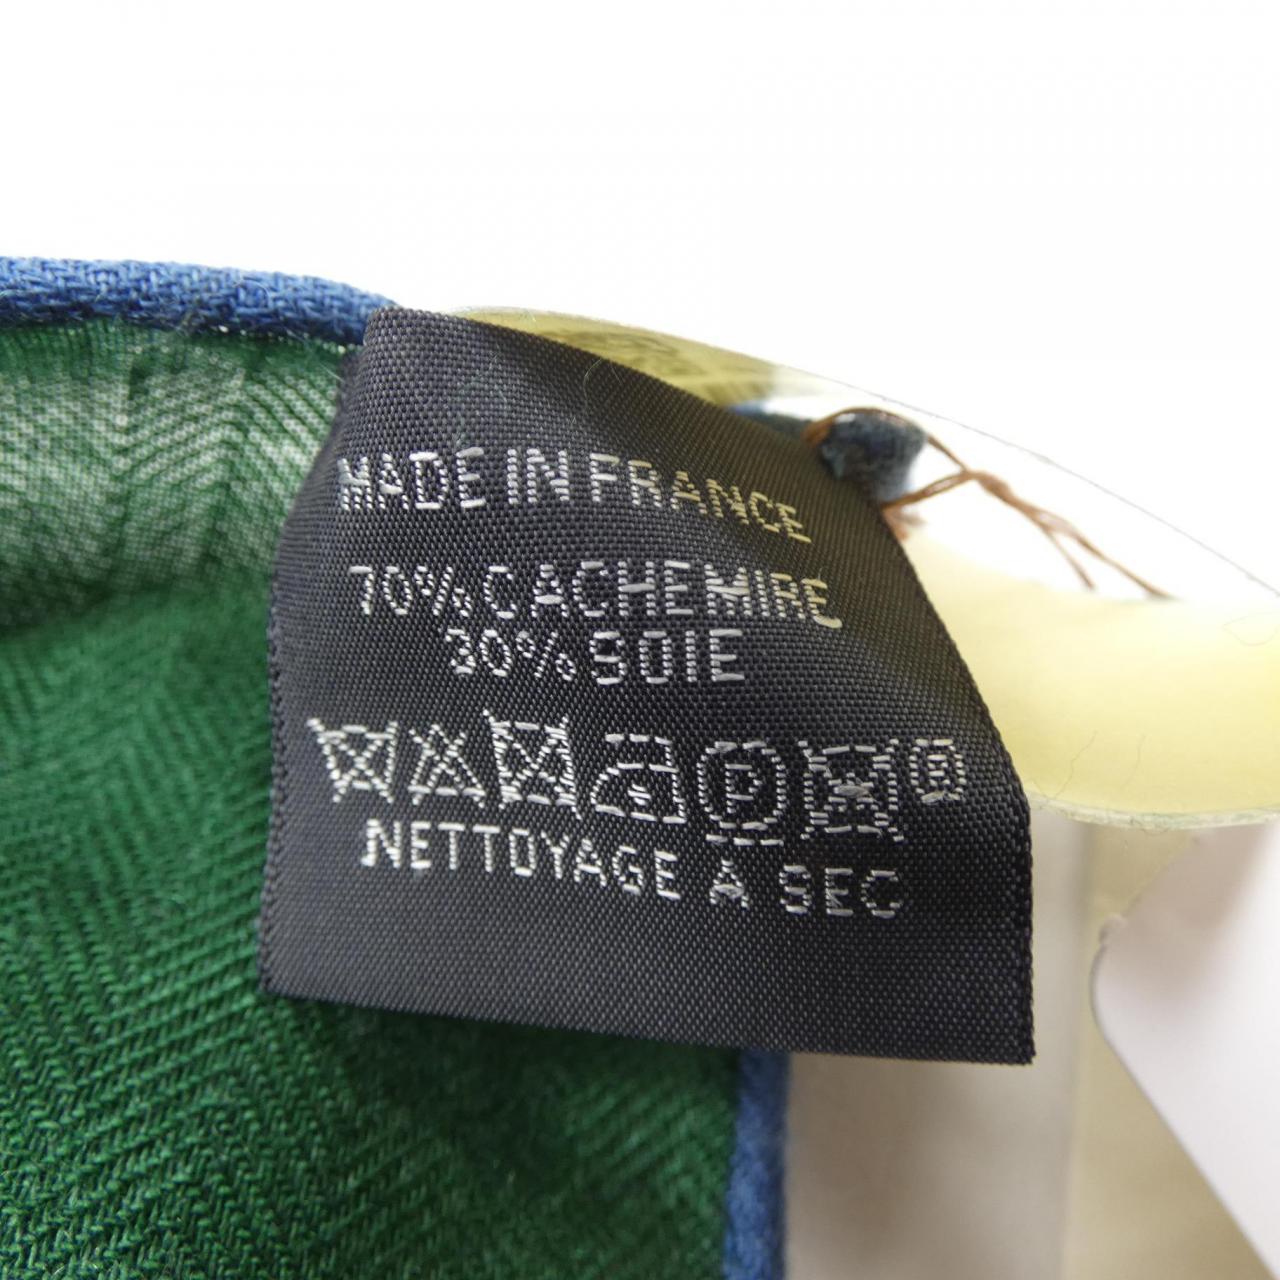 MADE IN FRANCE
70% CACHEMIRE
30% SOIE
P
®
NETTOYAGE À SEC